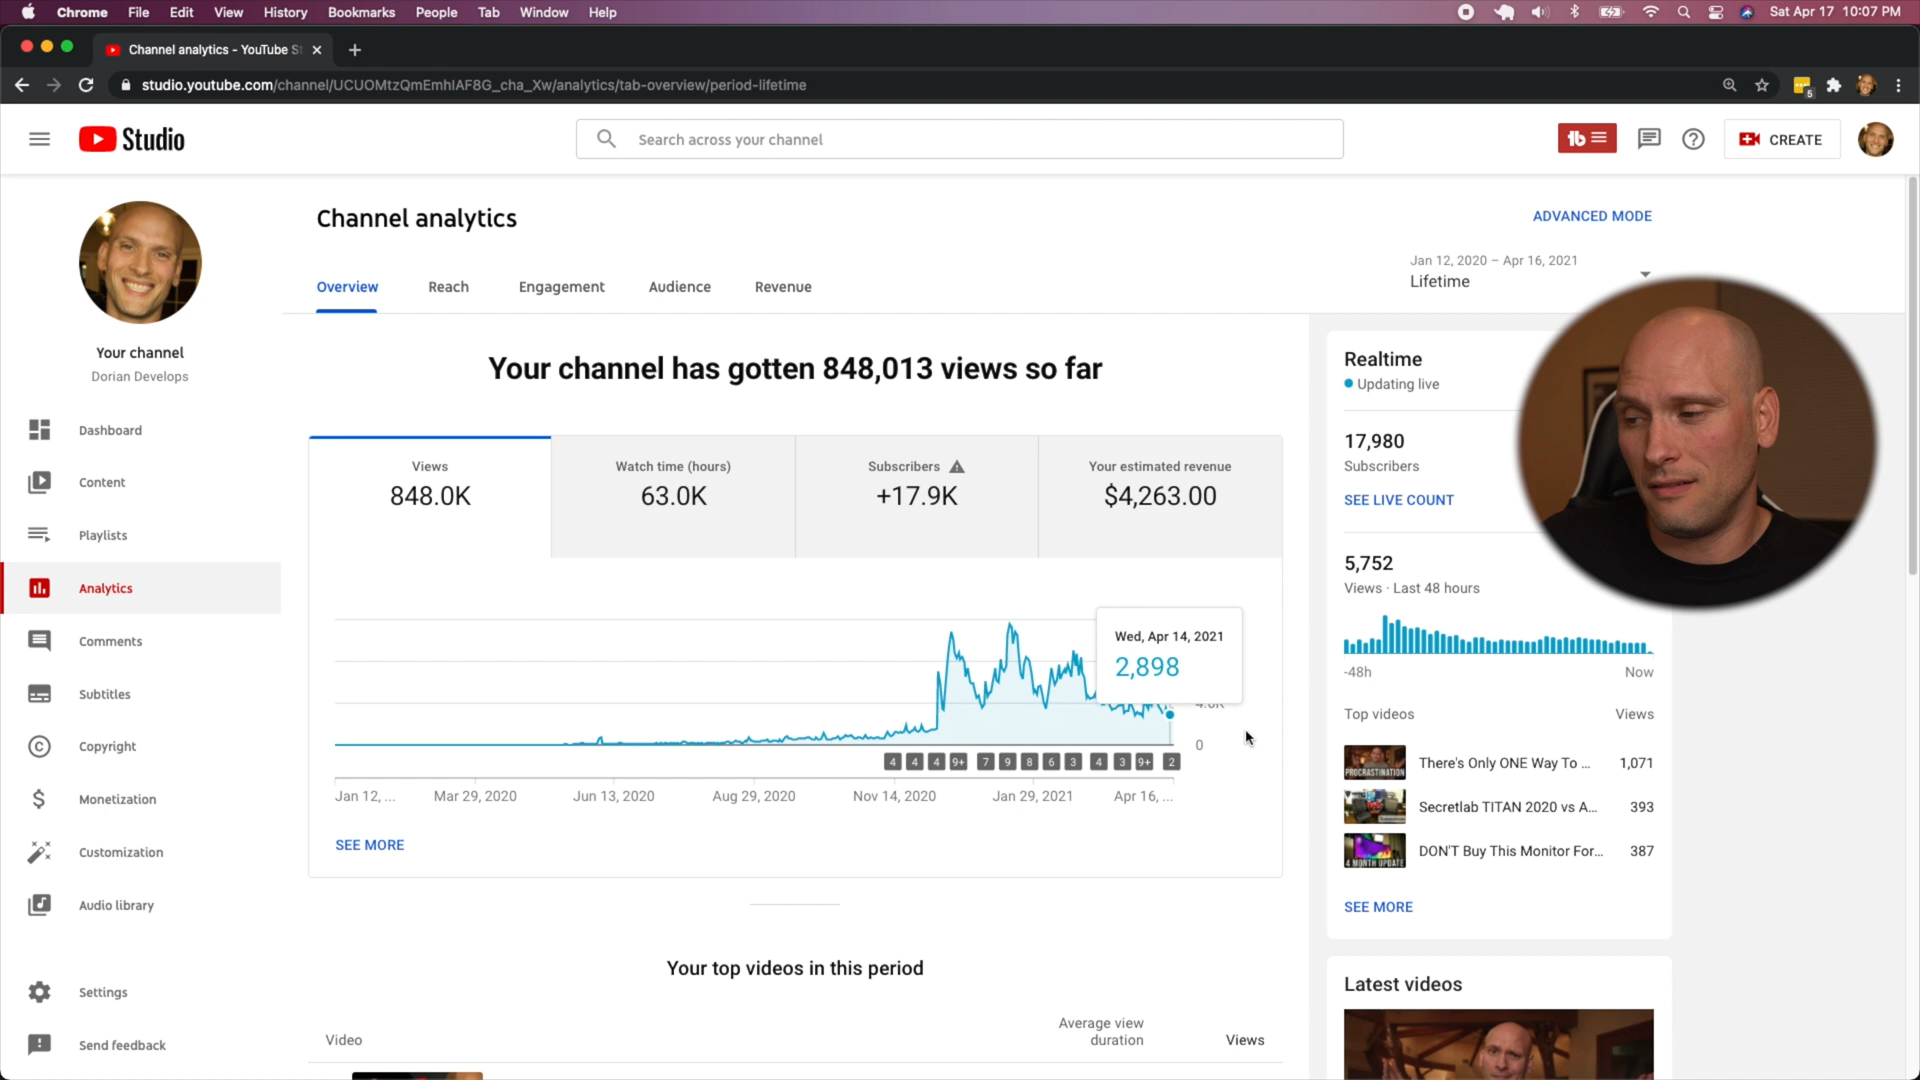 Chrome File Edit View History Bookmarks People Tab Window Help
Sat Apr 17 10:07 PM
Channel analytics - YouTube St
studio.youtube.com/channel/UCUOMtzQmEmhIAF8G_cha_Xw/analytics/tab-overview/period-lifetime
5
Studio
Search across your channel
tb
CREATE
Your channel
Dorian Develops
Dashboard
Content
Playlists
Analytics
Comments
Subtitles
Copyright
Monetization
Customization
Audio library
Settings
Send feedback
Channel analytics
ADVANCED MODE
Jan 12, 2020 – Apr 16, 2021
Lifetime
Overview Reach Engagement Audience Revenue
Your channel has gotten 848,013 views so far
Views
848.0K
Watch time (hours)
63.0K
Subscribers
+17.9K
Your estimated revenue
$4,263.00
Wed, Apr 14, 2021
2,898
4.0K
0
4 4 4 9+ 7 9 8 6 3 4 3 9+ 2
Jan 12, ... Mar 29, 2020 Jun 13, 2020 Aug 29, 2020 Nov 14, 2020 Jan 29, 2021 Apr 16, ...
SEE MORE
Your top videos in this period
Video
Average view
duration
Views
Realtime
Updating live
17,980
Subscribers
SEE LIVE COUNT
5,752
Views · Last 48 hours
-48h Now
Top videos Views
PROCRASTINATION
There's Only ONE Way To ... 1,071
Secretlab TITAN 2020 vs A... 393
4 MONTH UPDATE
DON'T Buy This Monitor For... 387
SEE MORE
Latest videos